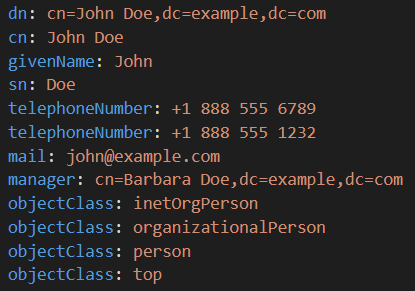 dn: cn=John Doe,dc=example,dc=com
cn: John Doe
givenName: John
sn: Doe
telephoneNumber: +1 888 555 6789
telephoneNumber: +1 888 555 1232
mail: john@example.com
manager: cn=Barbara Doe,dc=example,dc=com
objectClass: inetOrgPerson
objectClass: organizationalPerson
objectClass: person
objectClass: top